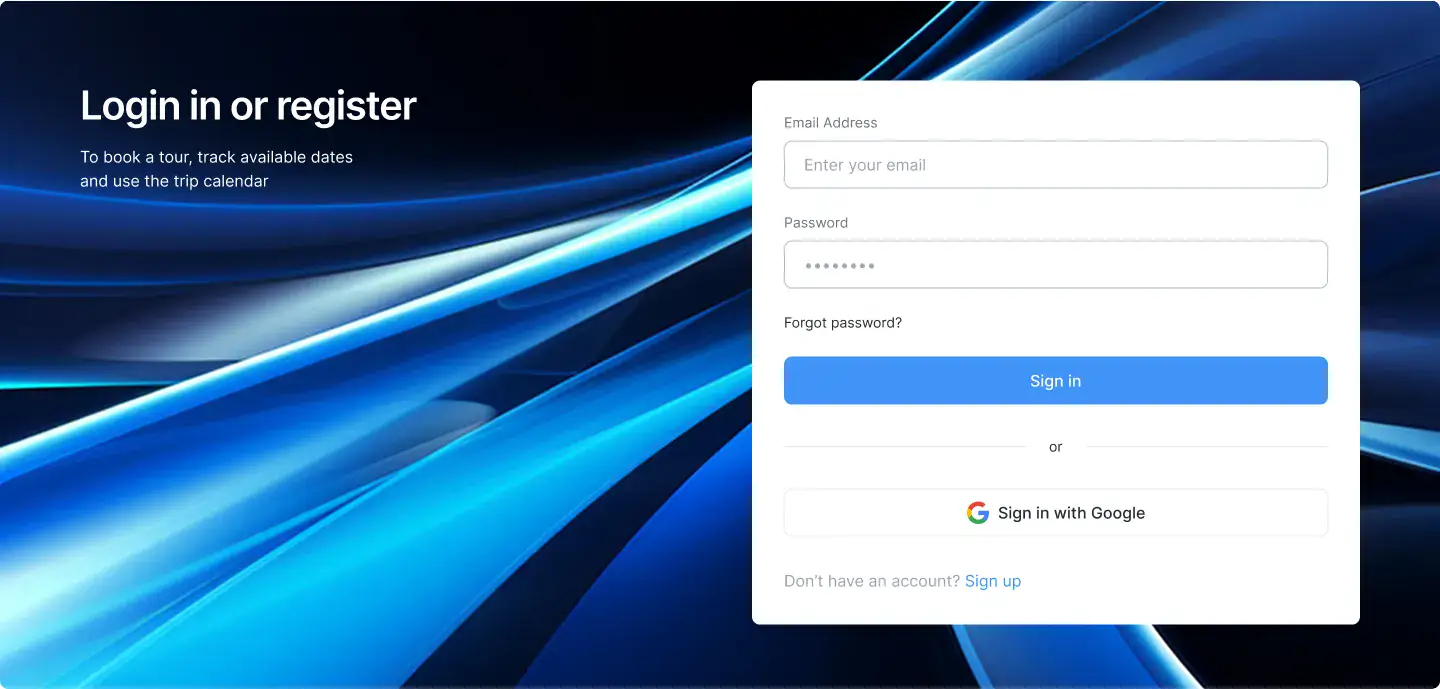 Login in or register
To book a tour, track available dates
and use the trip calendar
Email Address
Enter your email
Password
••••••••
Forgot password?
Sign in
or
Sign in with Google
Don't have an account? Sign up